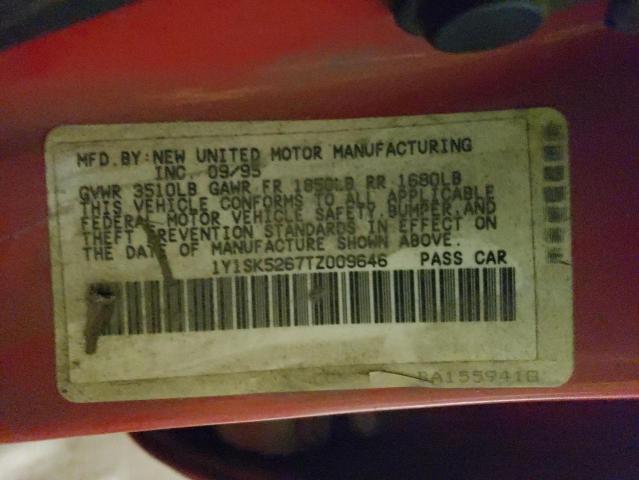 MFD.BY:NEW UNITED MOTOR MANUFACTURING
INC. 09/95
GVWR 3510LB GAWR FR 1850LB RR 1680LB
THIS VEHICLE CONFORMS TO ALL APPLICABLE
FEDERAL MOTOR VEHICLE SAFETY,BUMPER,AND
THEFT PREVENTION STANDARDS IN EFFECT ON
THE DATE OF MANUFACTURE SHOWN ABOVE.
1Y1SK5267TZ009646 PASS CAR